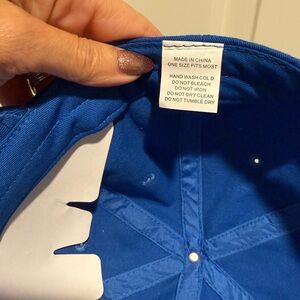 MADE IN CHINA
ONE SIZE FITS MOST
HAND WASH COLD
DO NOT BLEACH
DO NOT IRON
DO NOT DRY CLEAN
DO NOT TUMBLE DRY